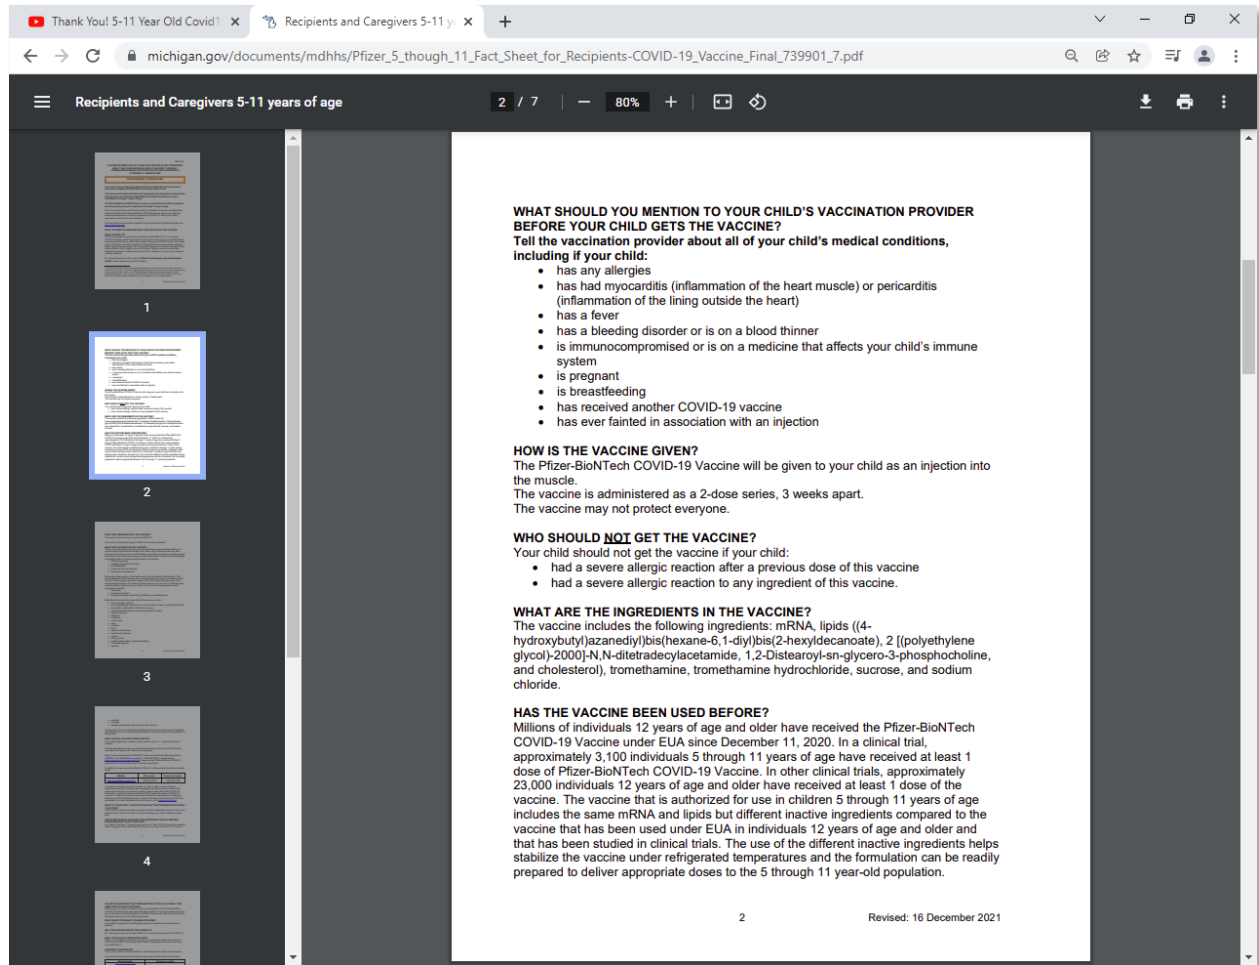 Thank You! 5-11 Year Old Covid1
Recipients and Caregivers 5-11 y
michigan.gov/documents/mdhhs/Pfizer_5_though_11_Fact_Sheet_for_Recipients-COVID-19_Vaccine_Final_739901_7.pdf
Recipients and Caregivers 5-11 years of age
2 / 7
80%
1
2
3
4
WHAT SHOULD YOU MENTION TO YOUR CHILD'S VACCINATION PROVIDER
BEFORE YOUR CHILD GETS THE VACCINE?
Tell the vaccination provider about all of your child's medical conditions,
including if your child:
• has any allergies
• has had myocarditis (inflammation of the heart muscle) or pericarditis
(inflammation of the lining outside the heart)
• has a fever
• has a bleeding disorder or is on a blood thinner
• is immunocompromised or is on a medicine that affects your child's immune
system
• is pregnant
• is breastfeeding
• has received another COVID-19 vaccine
• has ever fainted in association with an injection
HOW IS THE VACCINE GIVEN?
The Pfizer-BioNTech COVID-19 Vaccine will be given to your child as an injection into
the muscle.
The vaccine is administered as a 2-dose series, 3 weeks apart.
The vaccine may not protect everyone.
WHO SHOULD NOT GET THE VACCINE?
Your child should not get the vaccine if your child:
• had a severe allergic reaction after a previous dose of this vaccine
• had a severe allergic reaction to any ingredient of this vaccine.
WHAT ARE THE INGREDIENTS IN THE VACCINE?
The vaccine includes the following ingredients: mRNA, lipids ((4-
hydroxybutyl)azanediyl)bis(hexane-6,1-diyl)bis(2-hexyldecanoate), 2 [(polyethylene
glycol)-2000]-N,N-ditetradecylacetamide, 1,2-Distearoyl-sn-glycero-3-phosphocholine,
and cholesterol), tromethamine, tromethamine hydrochloride, sucrose, and sodium
chloride.
HAS THE VACCINE BEEN USED BEFORE?
Millions of individuals 12 years of age and older have received the Pfizer-BioNTech
COVID-19 Vaccine under EUA since December 11, 2020. In a clinical trial,
approximately 3,100 individuals 5 through 11 years of age have received at least 1
dose of Pfizer-BioNTech COVID-19 Vaccine. In other clinical trials, approximately
23,000 individuals 12 years of age and older have received at least 1 dose of the
vaccine. The vaccine that is authorized for use in children 5 through 11 years of age
includes the same mRNA and lipids but different inactive ingredients compared to the
vaccine that has been used under EUA in individuals 12 years of age and older and
that has been studied in clinical trials. The use of the different inactive ingredients helps
stabilize the vaccine under refrigerated temperatures and the formulation can be readily
prepared to deliver appropriate doses to the 5 through 11 year-old population.
2
Revised: 16 December 2021